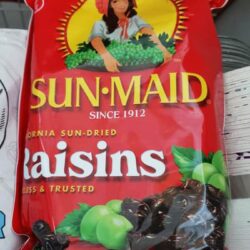 SUN•MAID
SINCE 1912
ORNIA SUN-DRIED
Raisins
LESS & TRUSTED